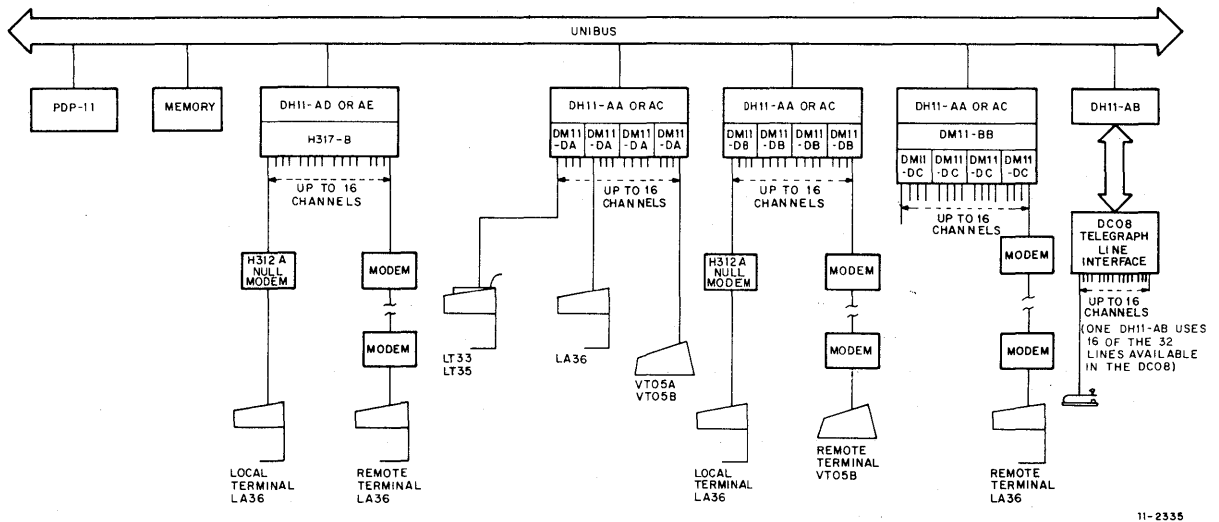 UNIBUS
PDP-11
MEMORY
DH11-AD OR AE
H317-B
UP TO 16
CHANNELS
H312A
NULL
MODEM
MODEM
MODEM
LOCAL
TERMINAL
LA36
REMOTE
TERMINAL
LA36
DH11-AA OR AC
DM11
-DA
DM11
-DA
DM11
-DA
DM11
-DA
UP TO 16
CHANNELS
LT33
LT35
LA36
VT05A
VT05B
DH11-AA OR AC
DM11
-DB
DM11
-DB
DM11
-DB
DM11
-DB
UP TO 16
CHANNELS
H312A
NULL
MODEM
MODEM
MODEM
LOCAL
TERMINAL
LA36
REMOTE
TERMINAL
VT05B
DH11-AA OR AC
DM11-BB
DM11
-DC
DM11
-DC
DM11
-DC
DM11
-DC
UP TO 16
CHANNELS
MODEM
MODEM
REMOTE
TERMINAL
LA36
DH11-AB
DC08
TELEGRAPH
LINE
INTERFACE
UP TO 16
CHANNELS
(ONE DH11-AB USES
16 OF THE 32
LINES AVAILABLE
IN THE DC08)
11-2335